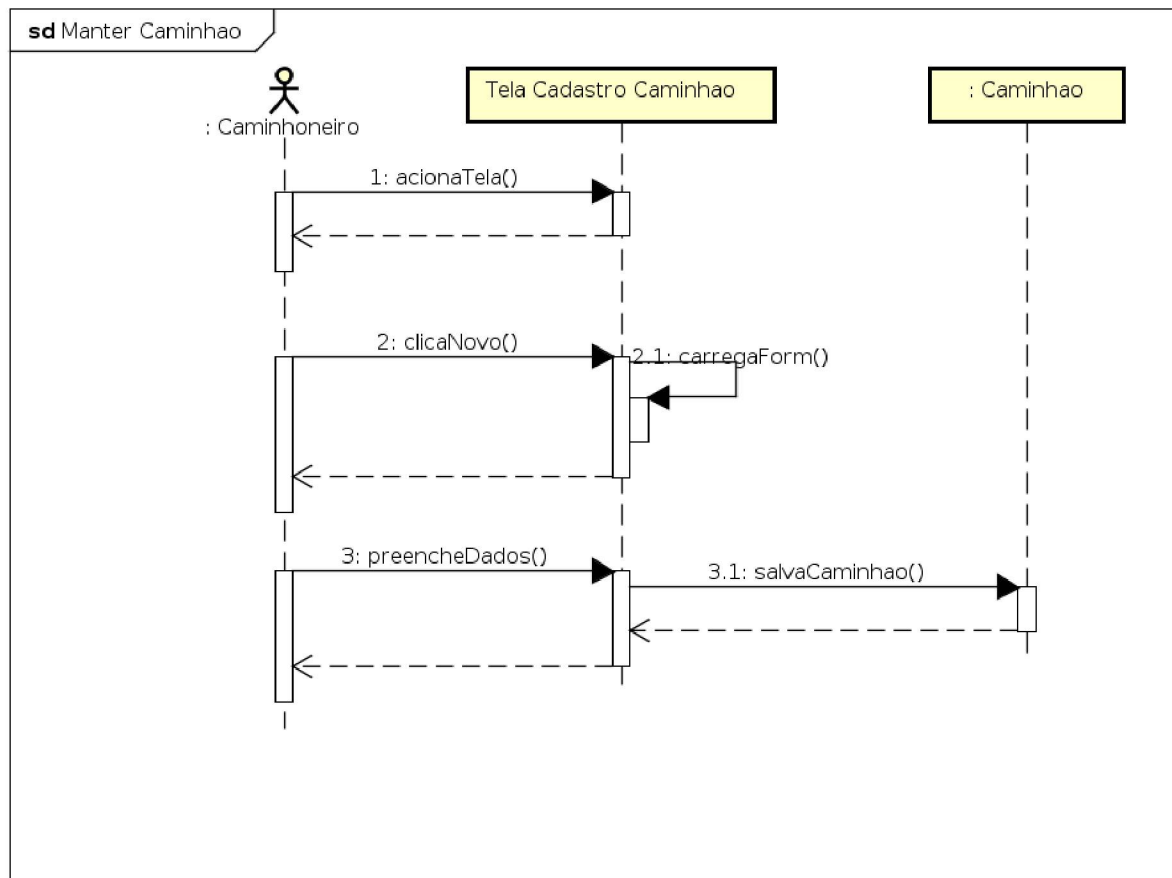 sd Manter Caminhao
: Caminhoneiro
Tela Cadastro Caminhao
: Caminhao
1: acionaTela()
2: clicaNovo()
2.1: carregaForm()
3: preencheDados()
3.1: salvaCaminhao()